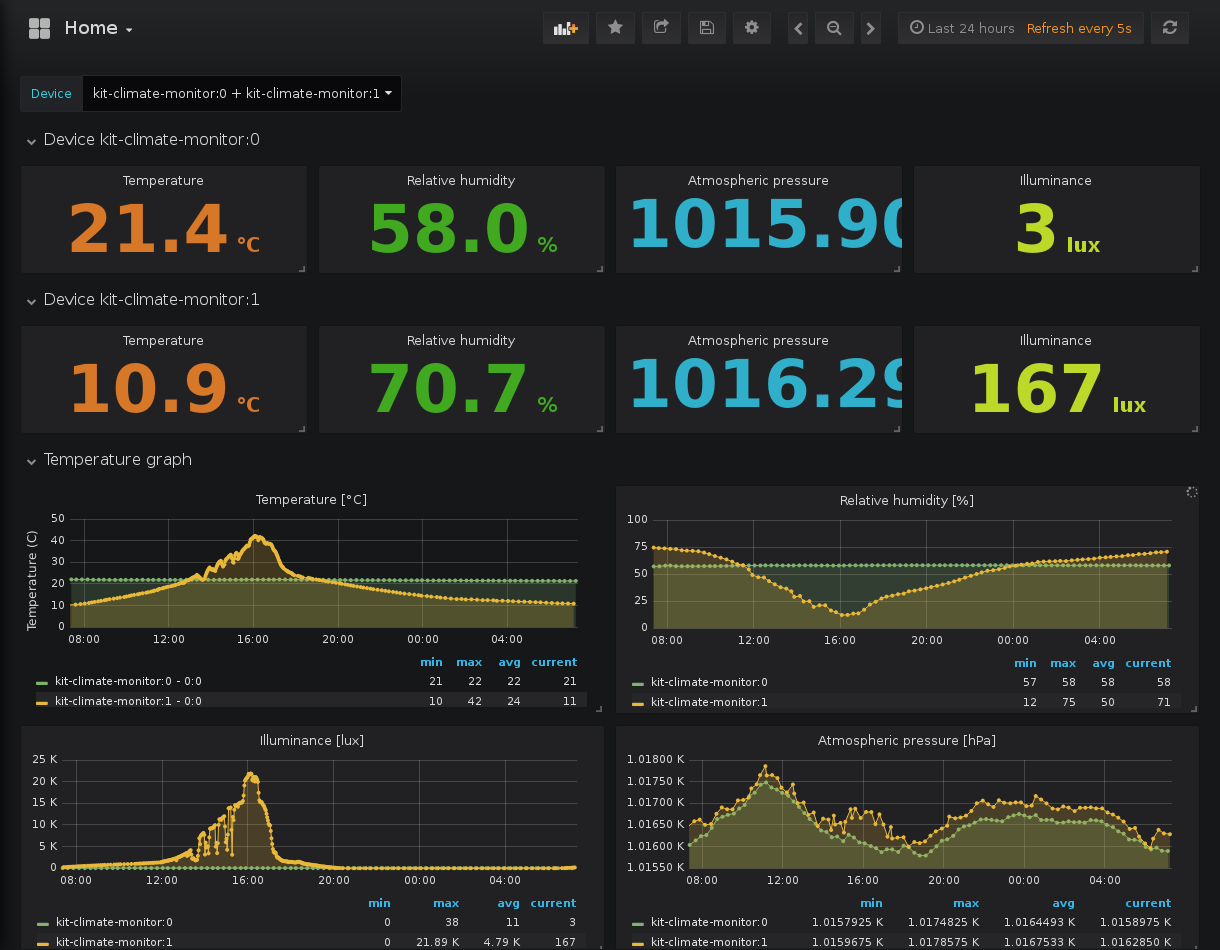 Home
Last 24 hours Refresh every 5s
Device kit-climate-monitor:0 + kit-climate-monitor:1
Device kit-climate-monitor:0
Temperature Relative humidity Atmospheric pressure Illuminance
21.4 °C 58.0 % 1015.90 3 lux
Device kit-climate-monitor:1
Temperature Relative humidity Atmospheric pressure Illuminance
10.9 °C 70.7 % 1016.29 167 lux
Temperature graph
Temperature [°C]
Temperature (C)
50
40
30
20
10
0
08:00 12:00 16:00 20:00 00:00 04:00
min max avg current
kit-climate-monitor:0 - 0:0 21 22 22 21
kit-climate-monitor:1 - 0:0 10 42 24 11
Relative humidity [%]
100
75
50
25
0
08:00 12:00 16:00 20:00 00:00 04:00
min max avg current
kit-climate-monitor:0 57 58 58 58
kit-climate-monitor:1 12 75 50 71
Illuminance [lux]
25 K
20 K
15 K
10 K
5 K
0
08:00 12:00 16:00 20:00 00:00 04:00
min max avg current
kit-climate-monitor:0 0 38 11 3
kit-climate-monitor:1 0 21.89 K 4.79 K 167
Atmospheric pressure [hPa]
1.01800 K
1.01750 K
1.01700 K
1.01650 K
1.01600 K
1.01550 K
08:00 12:00 16:00 20:00 00:00 04:00
min max avg current
kit-climate-monitor:0 1.0157925 K 1.0174825 K 1.0164493 K 1.0158975 K
kit-climate-monitor:1 1.0159675 K 1.0178575 K 1.0167533 K 1.0162850 K